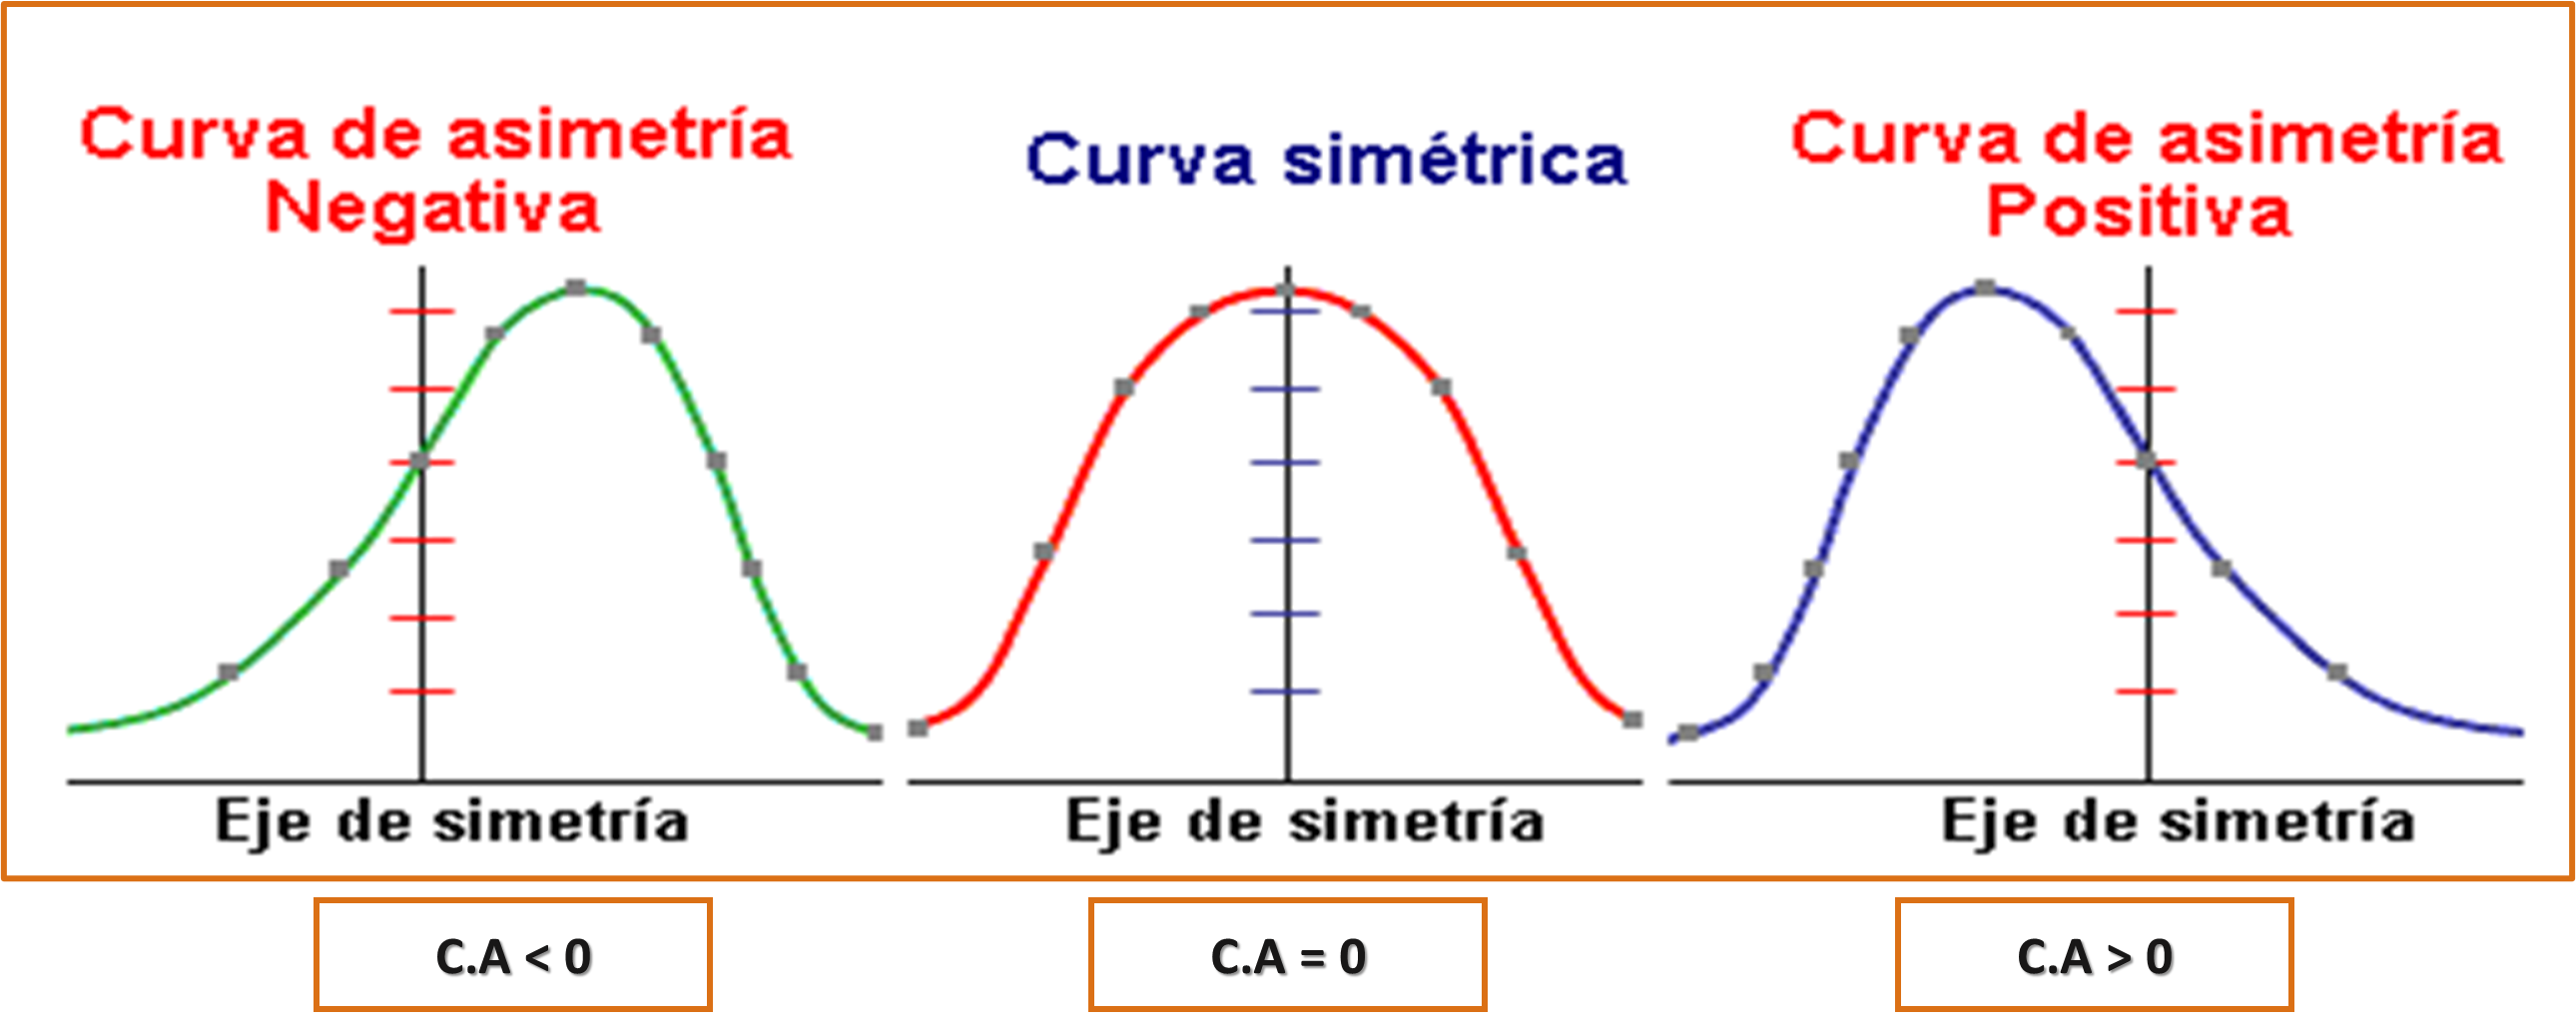 Curva de asimetría
Negativa
Curva simétrica
Curva de asimetría
Positiva
Eje de simetría
Eje de simetría
Eje de simetría
C.A < 0
C.A = 0
C.A > 0